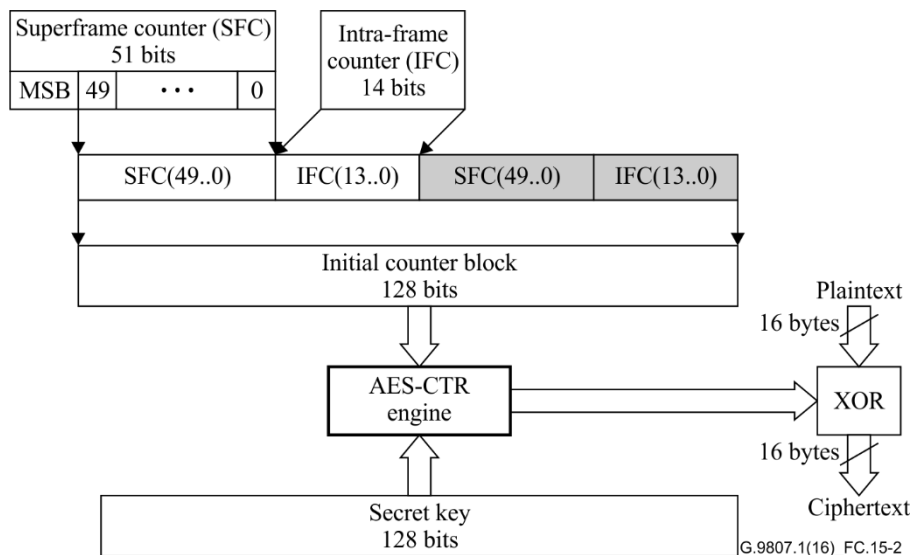 Superframe counter (SFC)
51 bits
MSB 49 ··· 0
Intra-frame
counter (IFC)
14 bits
SFC(49..0) IFC(13..0) SFC(49..0) IFC(13..0)
Initial counter block
128 bits
Plaintext
16 bytes
AES-CTR
engine
XOR
16 bytes
Ciphertext
Secret key
128 bits
G.9807.1(16)_FC.15-2